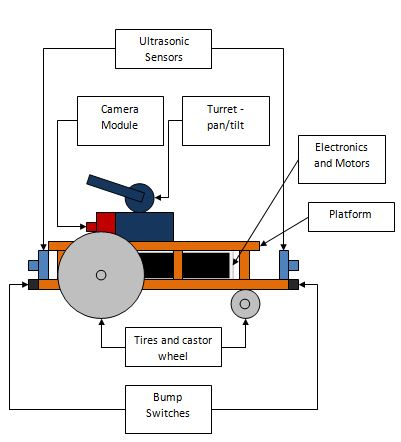 Ultrasonic
Sensors
Camera
Module
Turret -
pan/tilt
Electronics
and Motors
Platform
Tires and castor
wheel
Bump
Switches